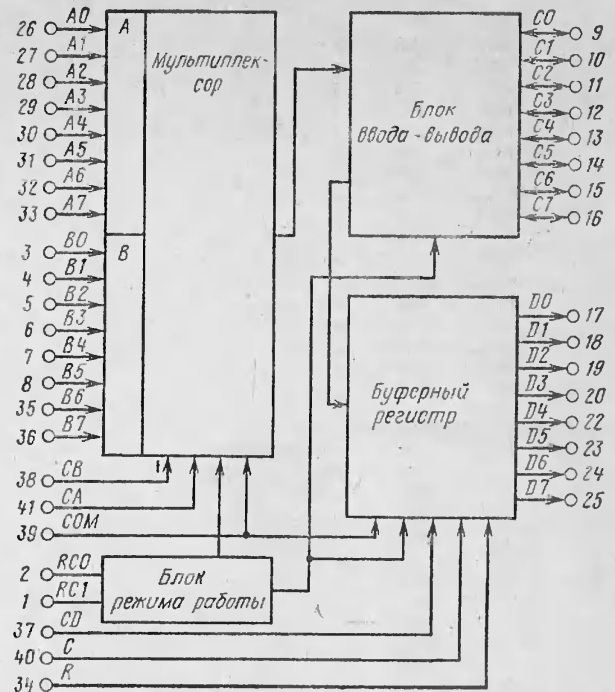 26 A0
27 A1
28 A2
29 A3
30 A4
31 A5
32 A6
33 A7
A
Мультиплек-
сор
3 B0
4 B1
5 B2
6 B3
7 B4
8 B5
35 B6
36 B7
B
38 CB
41 CA
39 COM
2 RC0
1 RC1
Блок
режима работы
37 CD
40 C
34 R
Блок
ввода-вывода
C0 9
C1 10
C2 11
C3 12
C4 13
C5 14
C6 15
C7 16
Буферный
регистр
D0 17
D1 18
D2 19
D3 20
D4 22
D5 23
D6 24
D7 25